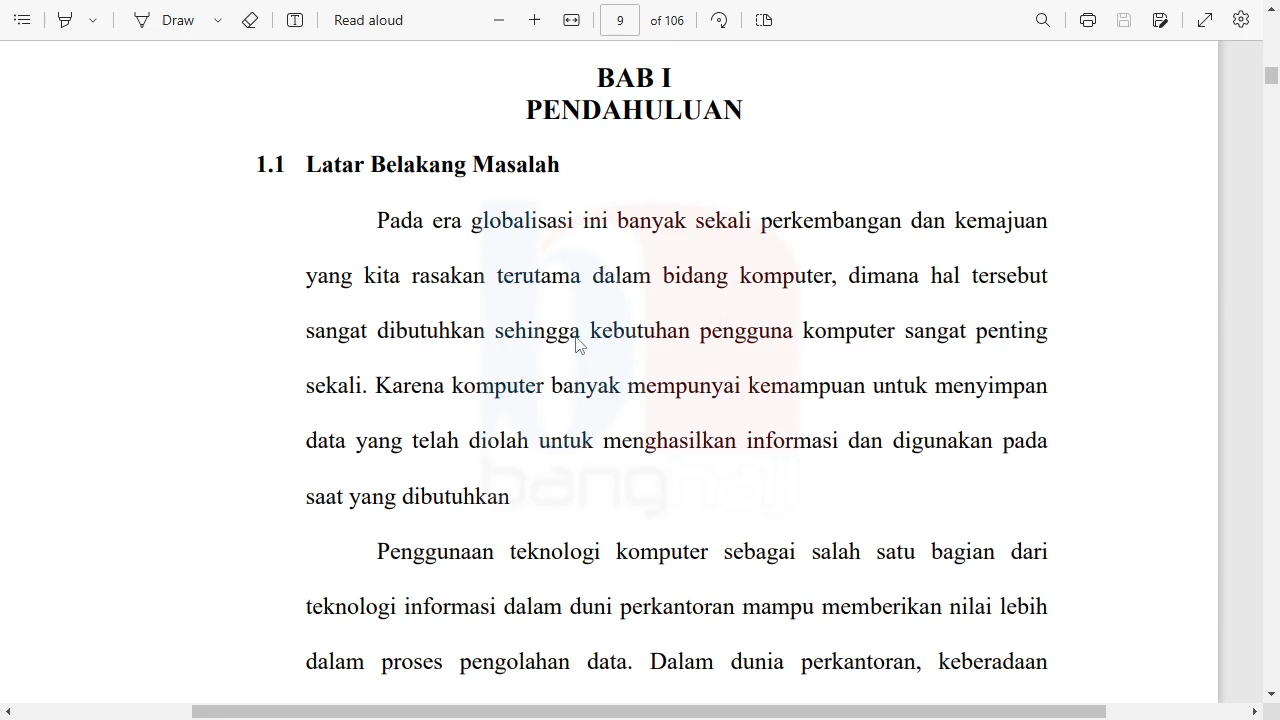 Draw
Read aloud
9
of 106
BAB I
PENDAHULUAN
1.1 Latar Belakang Masalah
Pada era globalisasi ini banyak sekali perkembangan dan kemajuan
yang kita rasakan terutama dalam bidang komputer, dimana hal tersebut
sangat dibutuhkan sehingga kebutuhan pengguna komputer sangat penting
sekali. Karena komputer banyak mempunyai kemampuan untuk menyimpan
data yang telah diolah untuk menghasilkan informasi dan digunakan pada
saat yang dibutuhkan
banghaji
Penggunaan teknologi komputer sebagai salah satu bagian dari
teknologi informasi dalam duni perkantoran mampu memberikan nilai lebih
dalam proses pengolahan data. Dalam dunia perkantoran, keberadaan